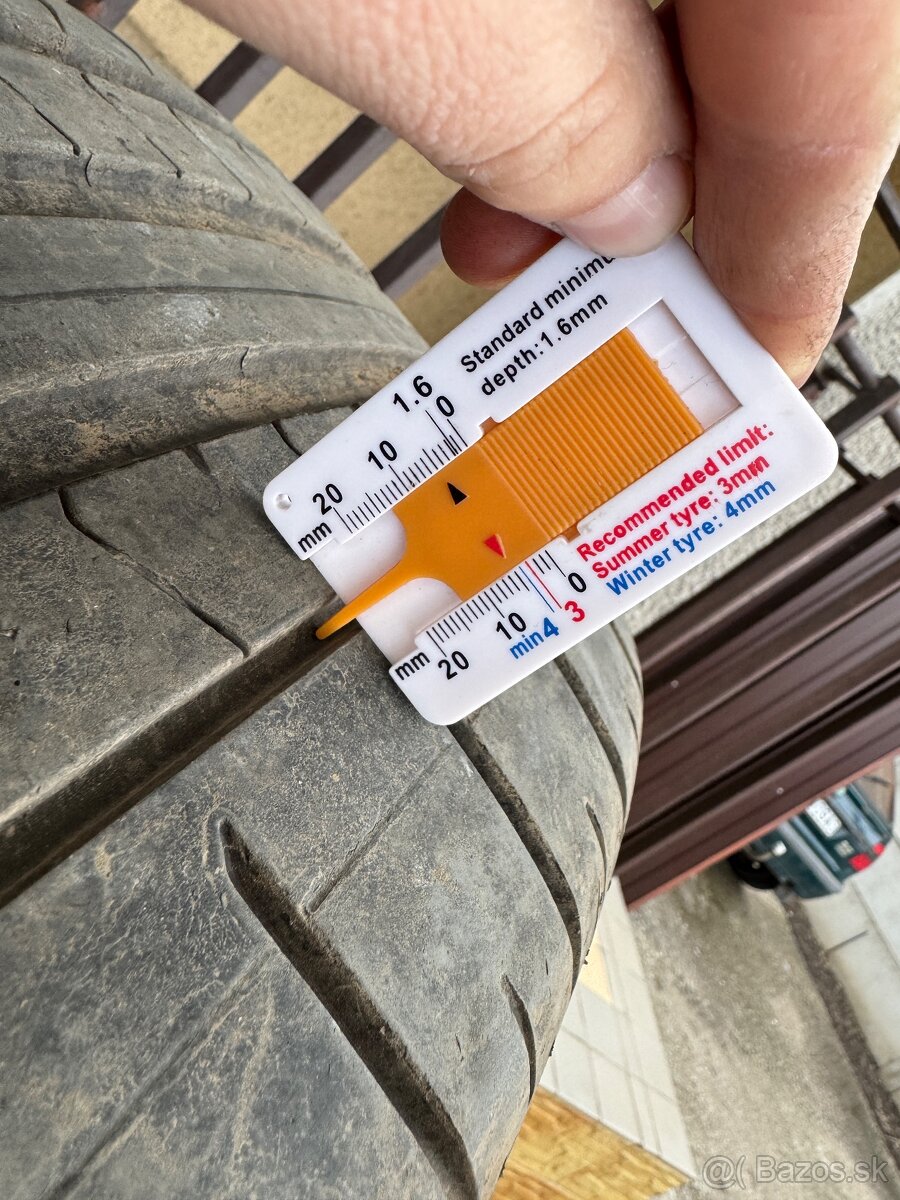 Standard minimu
depth:1.6mm
1.6
20 10 0
mm
Recommended limit:
Summer tyre: 3mm
Winter tyre: 4mm
mm 20 10 0
min4 3
@( Bazos.sk